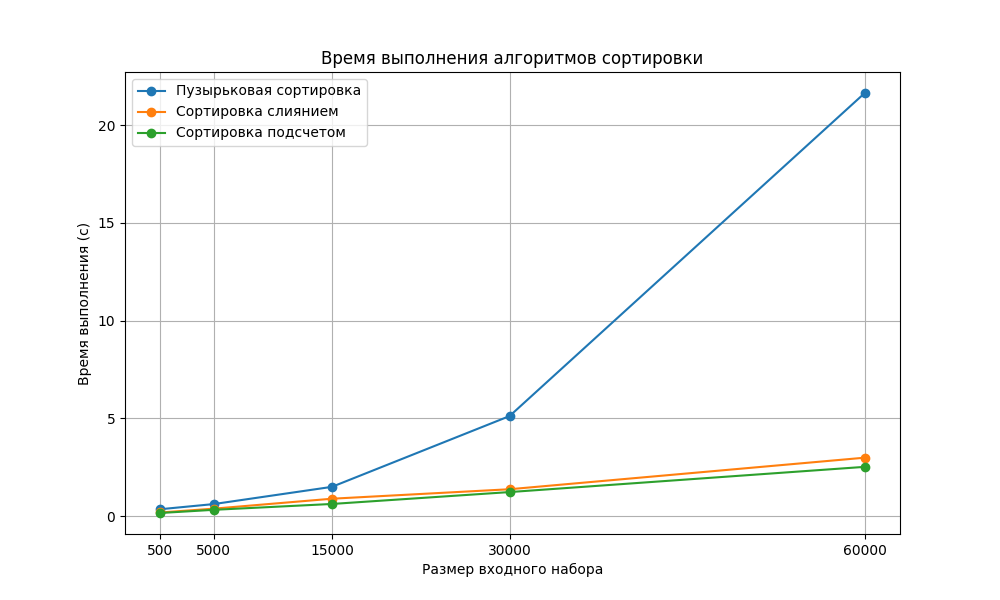 Время выполнения алгоритмов сортировки
Пузырьковая сортировка
Сортировка слиянием
Сортировка подсчетом
Время выполнения (с)
20
15
10
5
0
500
5000
15000
30000
60000
Размер входного набора